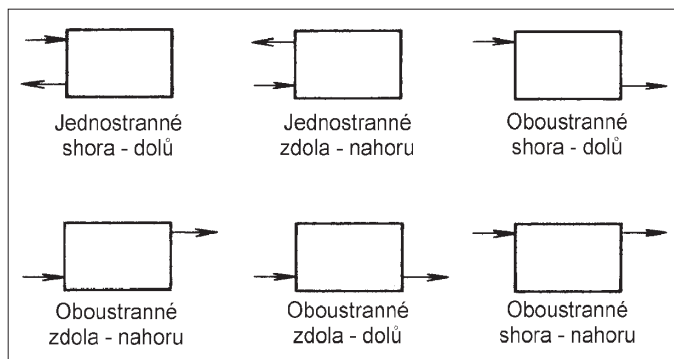 Jednostranné
shora - dolů
Jednostranné
zdola - nahoru
Oboustranné
shora - dolů
Oboustranné
zdola - nahoru
Oboustranné
zdola - dolů
Oboustranné
shora - nahoru